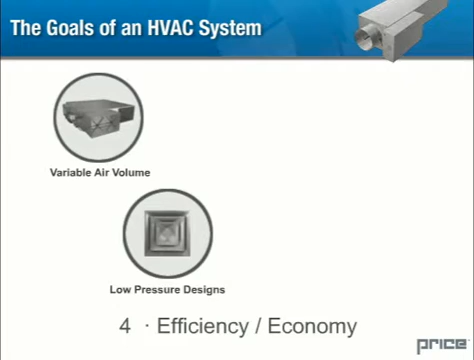 The Goals of an HVAC System
Variable Air Volume
Low Pressure Designs
4 · Efficiency / Economy
price